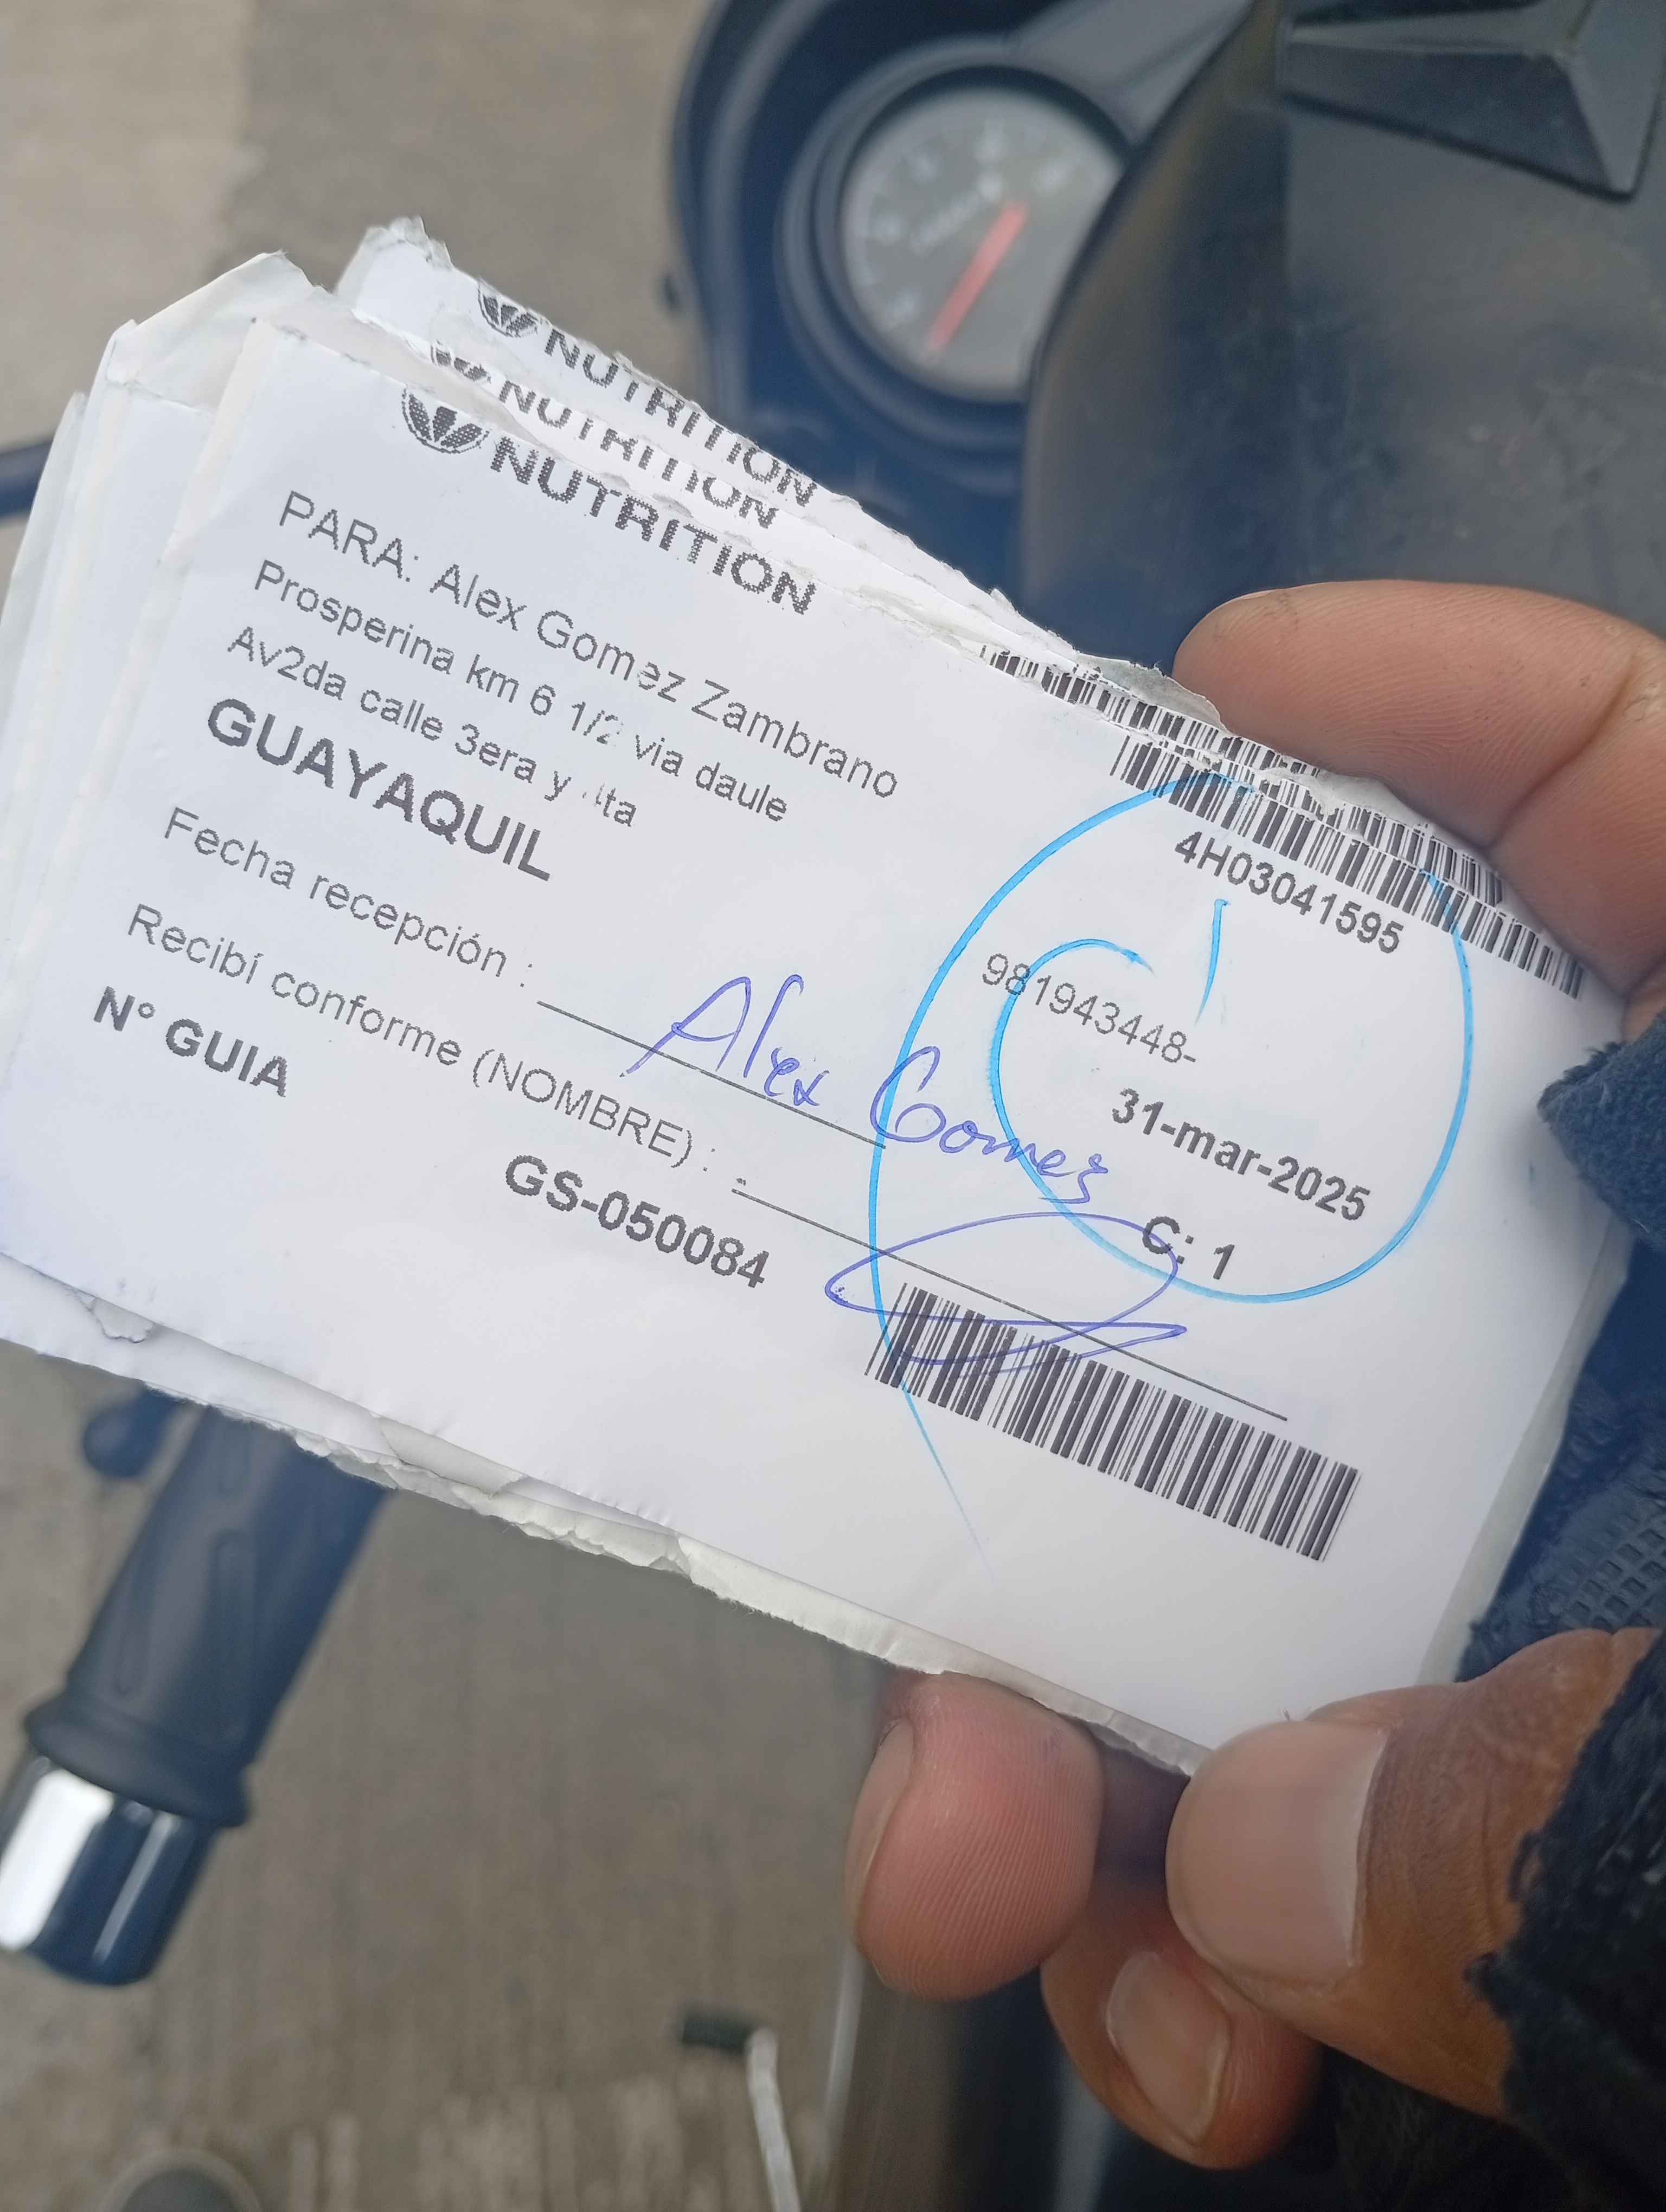 NUTRITION
NUTRITION
NUTRITION
PARA: Alex Gomez Zambrano
Prosperina km 6 1/2 via daule
Av2da calle 3era y
GUAYAQUIL
4H03041595
981943448-
31-mar-2025
C: 1
Fecha recepción :
Alex Gomez
Recibí conforme (NOMBRE) :
N° GUIA
GS-050084